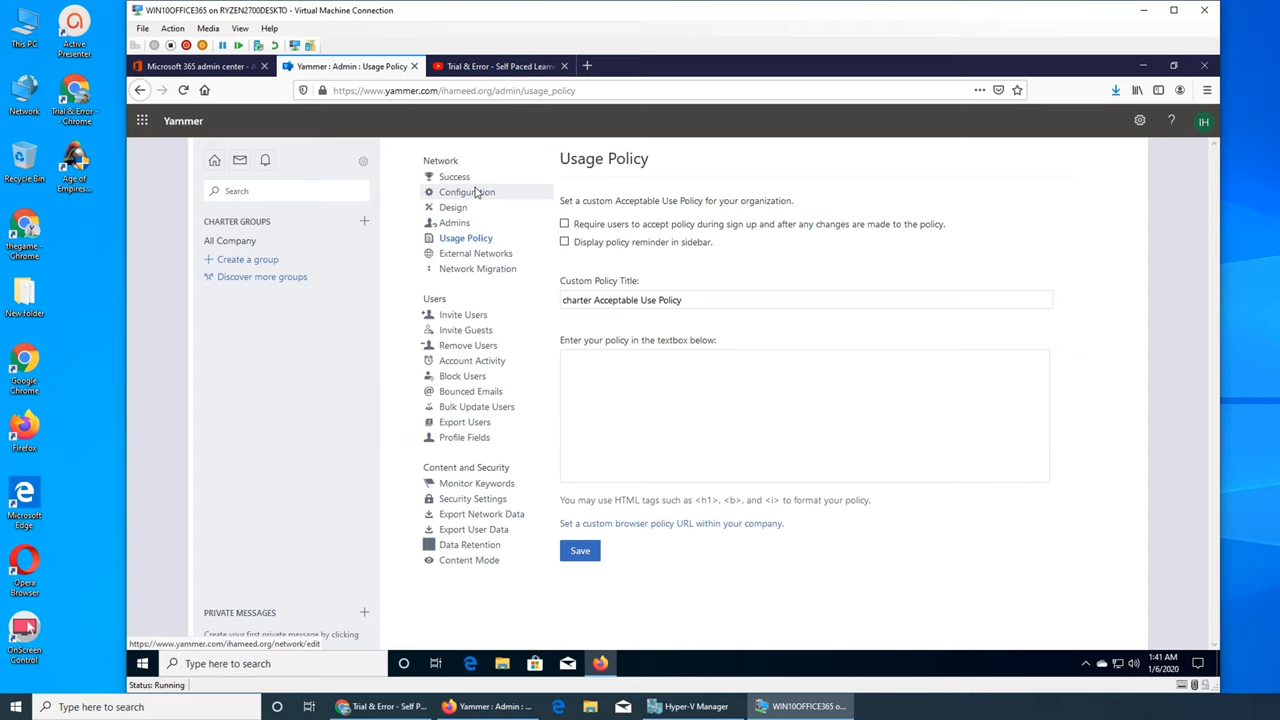 This PC
Active Presenter
Network
Trial & Error - Chrome
Recycle Bin
Age of Empires...
thegame - Chrome
New folder
Google Chrome
Firefox
Microsoft Edge
Opera Browser
OnScreen Control
WIN10OFFICE365 on RYZEN2700DESKTO - Virtual Machine Connection
File Action Media View Help
Microsoft 365 admin center - A
Yammer : Admin : Usage Policy
Trial & Error - Self Paced Learni
https://www.yammer.com/ihameed.org/admin/usage_policy
Yammer
IH
Search
CHARTER GROUPS
All Company
Create a group
Discover more groups
PRIVATE MESSAGES
Create your first private message by clicking
Network
Success
Configuration
Design
Admins
Usage Policy
External Networks
Network Migration
Users
Invite Users
Invite Guests
Remove Users
Account Activity
Block Users
Bounced Emails
Bulk Update Users
Export Users
Profile Fields
Content and Security
Monitor Keywords
Security Settings
Export Network Data
Export User Data
Data Retention
Content Mode
Usage Policy
Set a custom Acceptable Use Policy for your organization.
Require users to accept policy during sign up and after any changes are made to the policy.
Display policy reminder in sidebar.
Custom Policy Title:
charter Acceptable Use Policy
Enter your policy in the textbox below:
You may use HTML tags such as <h1>, <b>, and <i> to format your policy.
Set a custom browser policy URL within your company.
Save
https://www.yammer.com/ihameed.org/network/edit
Type here to search
1:41 AM
1/6/2020
Status: Running
Type here to search
Trial & Error - Self P...
Yammer : Admin : ...
Hyper-V Manager
WIN10OFFICE365 o...